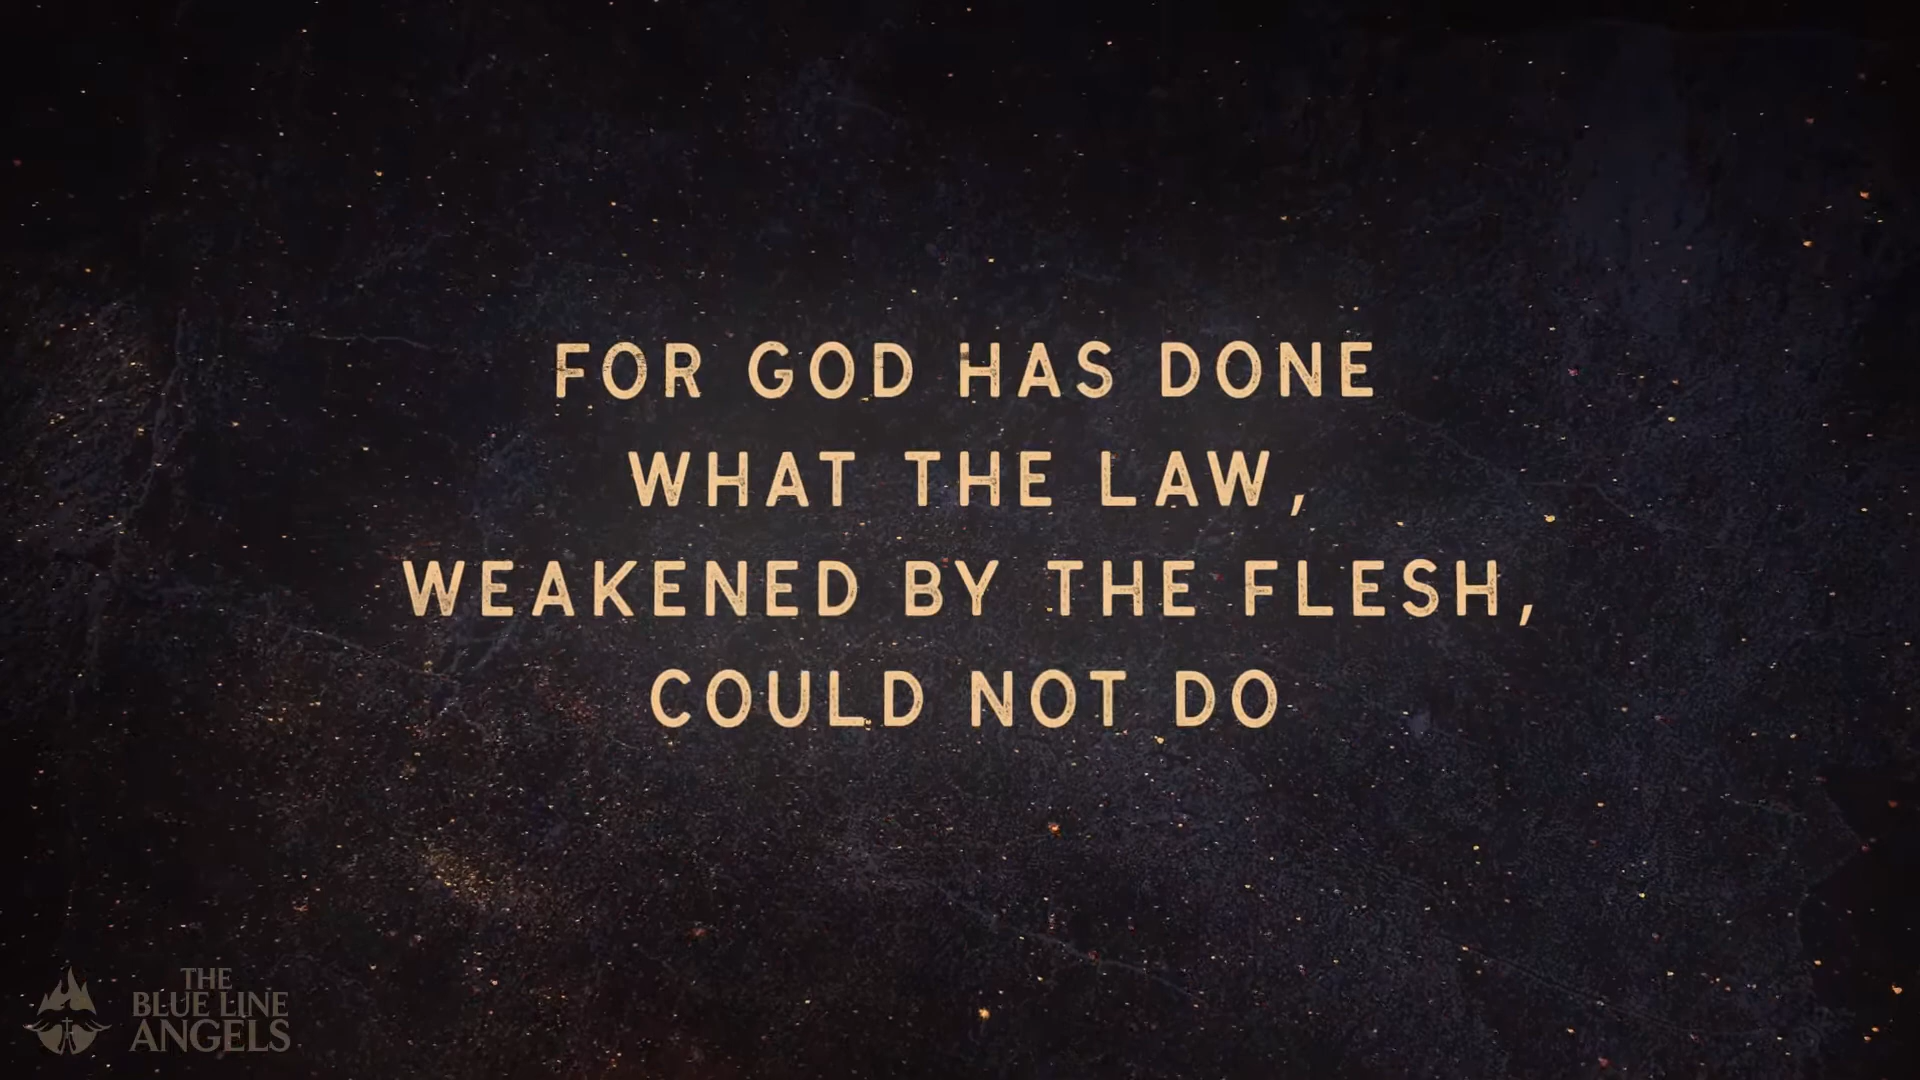 FOR GOD HAS DONE
WHAT THE LAW,
WEAKENED BY THE FLESH,
COULD NOT DO
THE
BLUE LINE
ANGELS